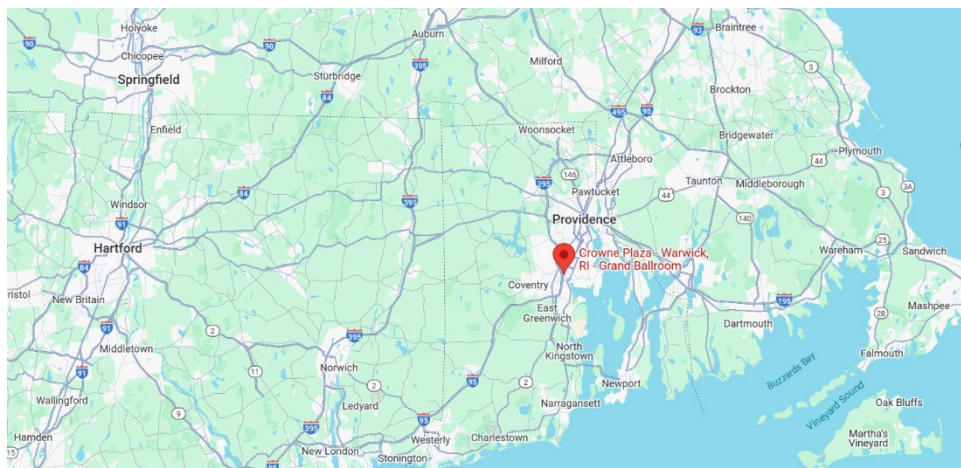 Holyoke
Auburn
93
Braintree
90
90
Chicopee
Springfield
Sturbridge
395
Milford
3
84
Brockton
495
95
Enfield
Woonsocket
Bridgewater
Attleboro
44
Plymouth
146
295
Taunton
Middleborough
3
3A
84
Pawtucket
44
Windsor
395
91
Providence
140
Hartford
Wareham
25
Sandwich
Crowne Plaza - Warwick,
RI - Grand Ballroom
84
Coventry
Mashpee
ristol
New Britain
East
Greenwich
195
28
91
2
395
Dartmouth
Middletown
North
Kingstown
Falmouth
Buzzards Bay
Norwich
11
2
95
2
Newport
91
Ledyard
Narragansett
Vineyard Sound
Oak Bluffs
Wallingford
9
95
395
Charlestown
Westerly
Martha's
Vineyard
Hamden
15
New London
Stonington
95